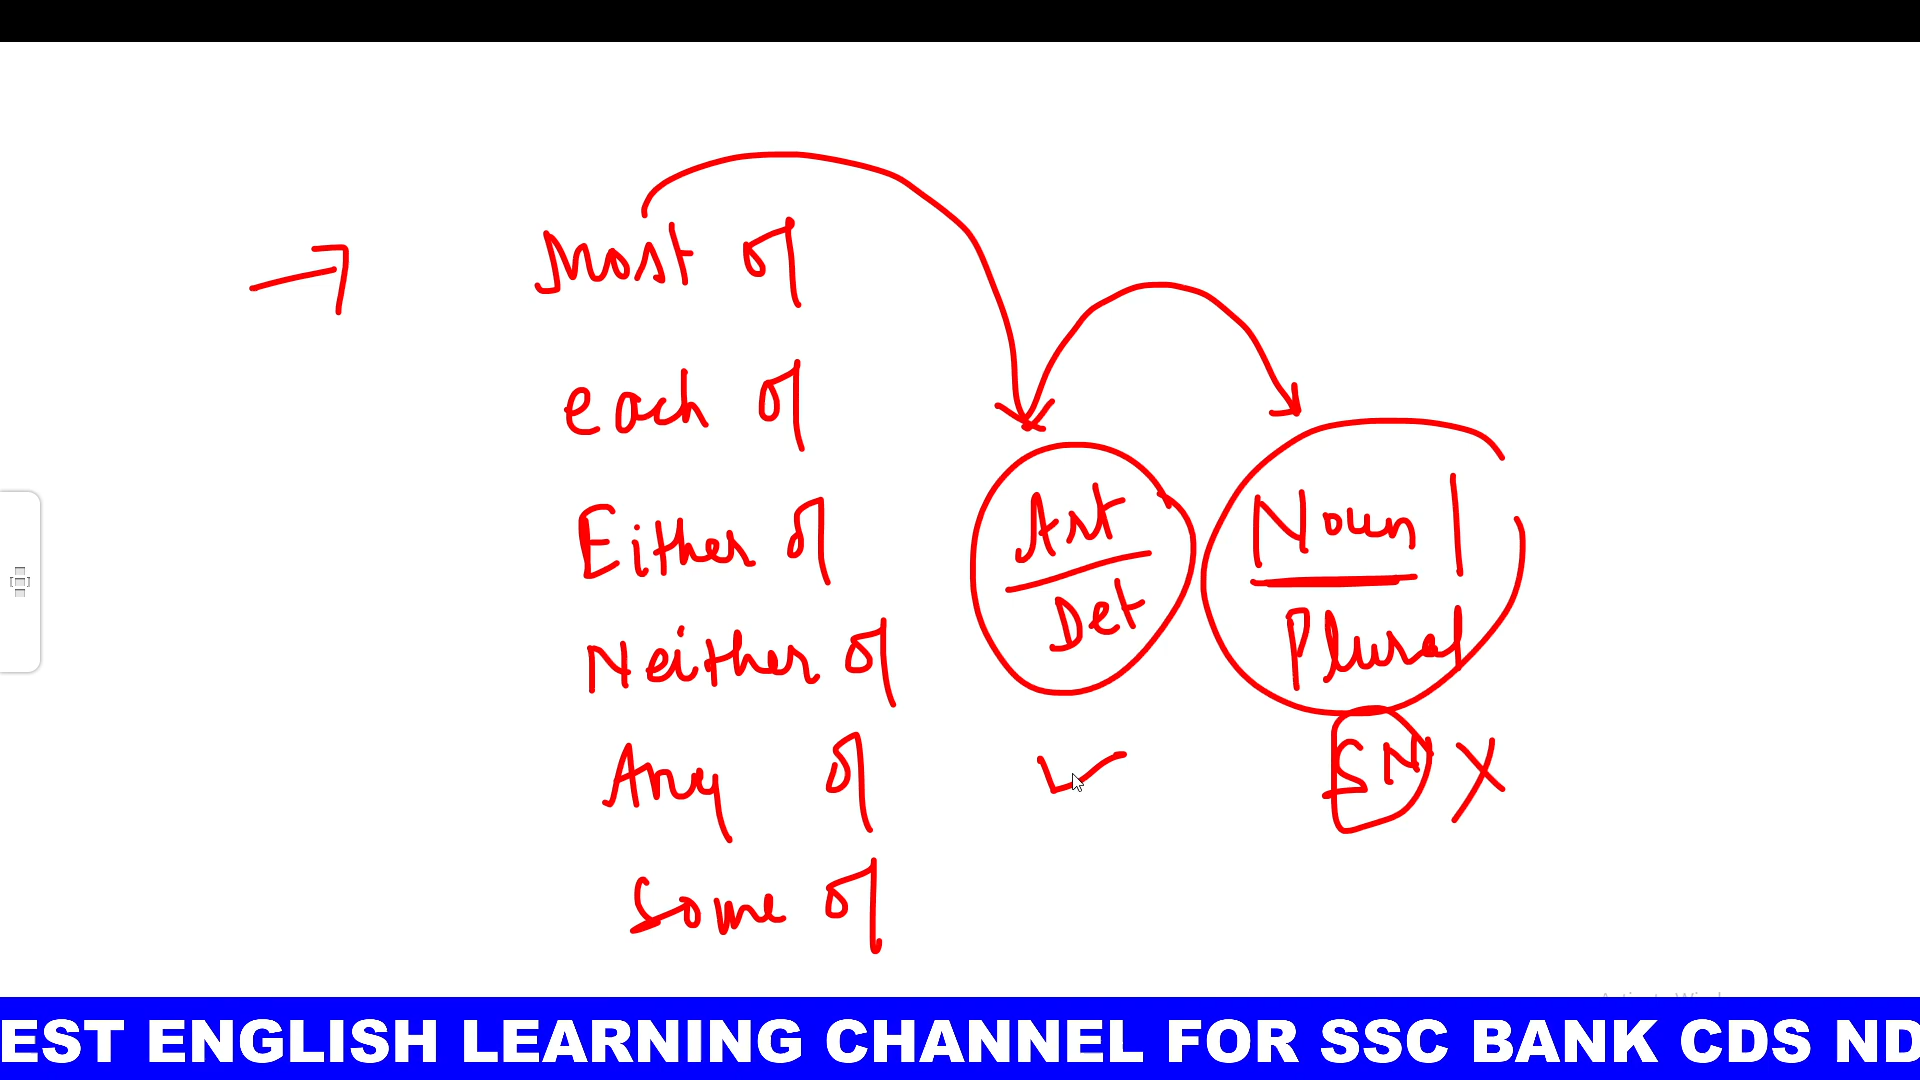 Most of
each of
Either of
Art
Det
Noun
Plural
Neither of
Any of
SN X
Some of
EST ENGLISH LEARNING CHANNEL FOR SSC BANK CDS ND